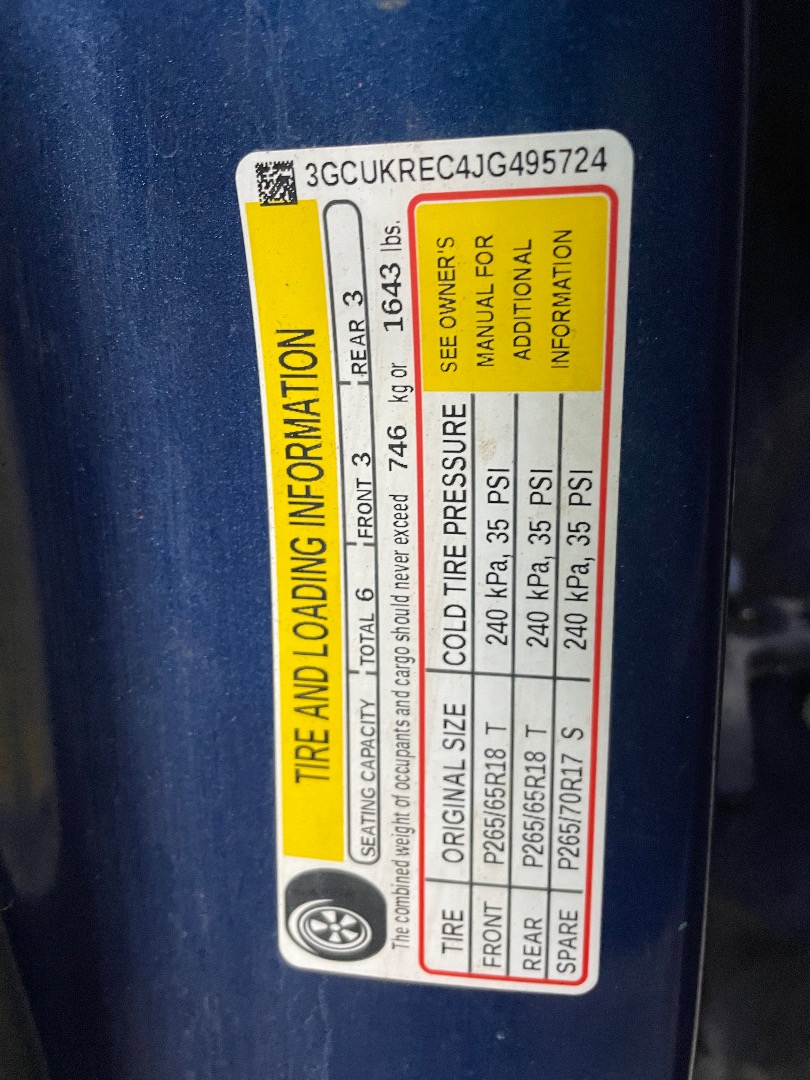 TIRE AND LOADING INFORMATION
SEATING CAPACITY TOTAL 6 FRONT 3 REAR 3
The combined weight of occupants and cargo should never exceed 746 kg or 1643 lbs.
TIRE ORIGINAL SIZE COLD TIRE PRESSURE
FRONT P265/65R18 T 240 kPa, 35 PSI
REAR P265/65R18 T 240 kPa, 35 PSI
SPARE P265/70R17 S 240 kPa, 35 PSI
SEE OWNER'S
MANUAL FOR
ADDITIONAL
INFORMATION
3GCUKREC4JG495724